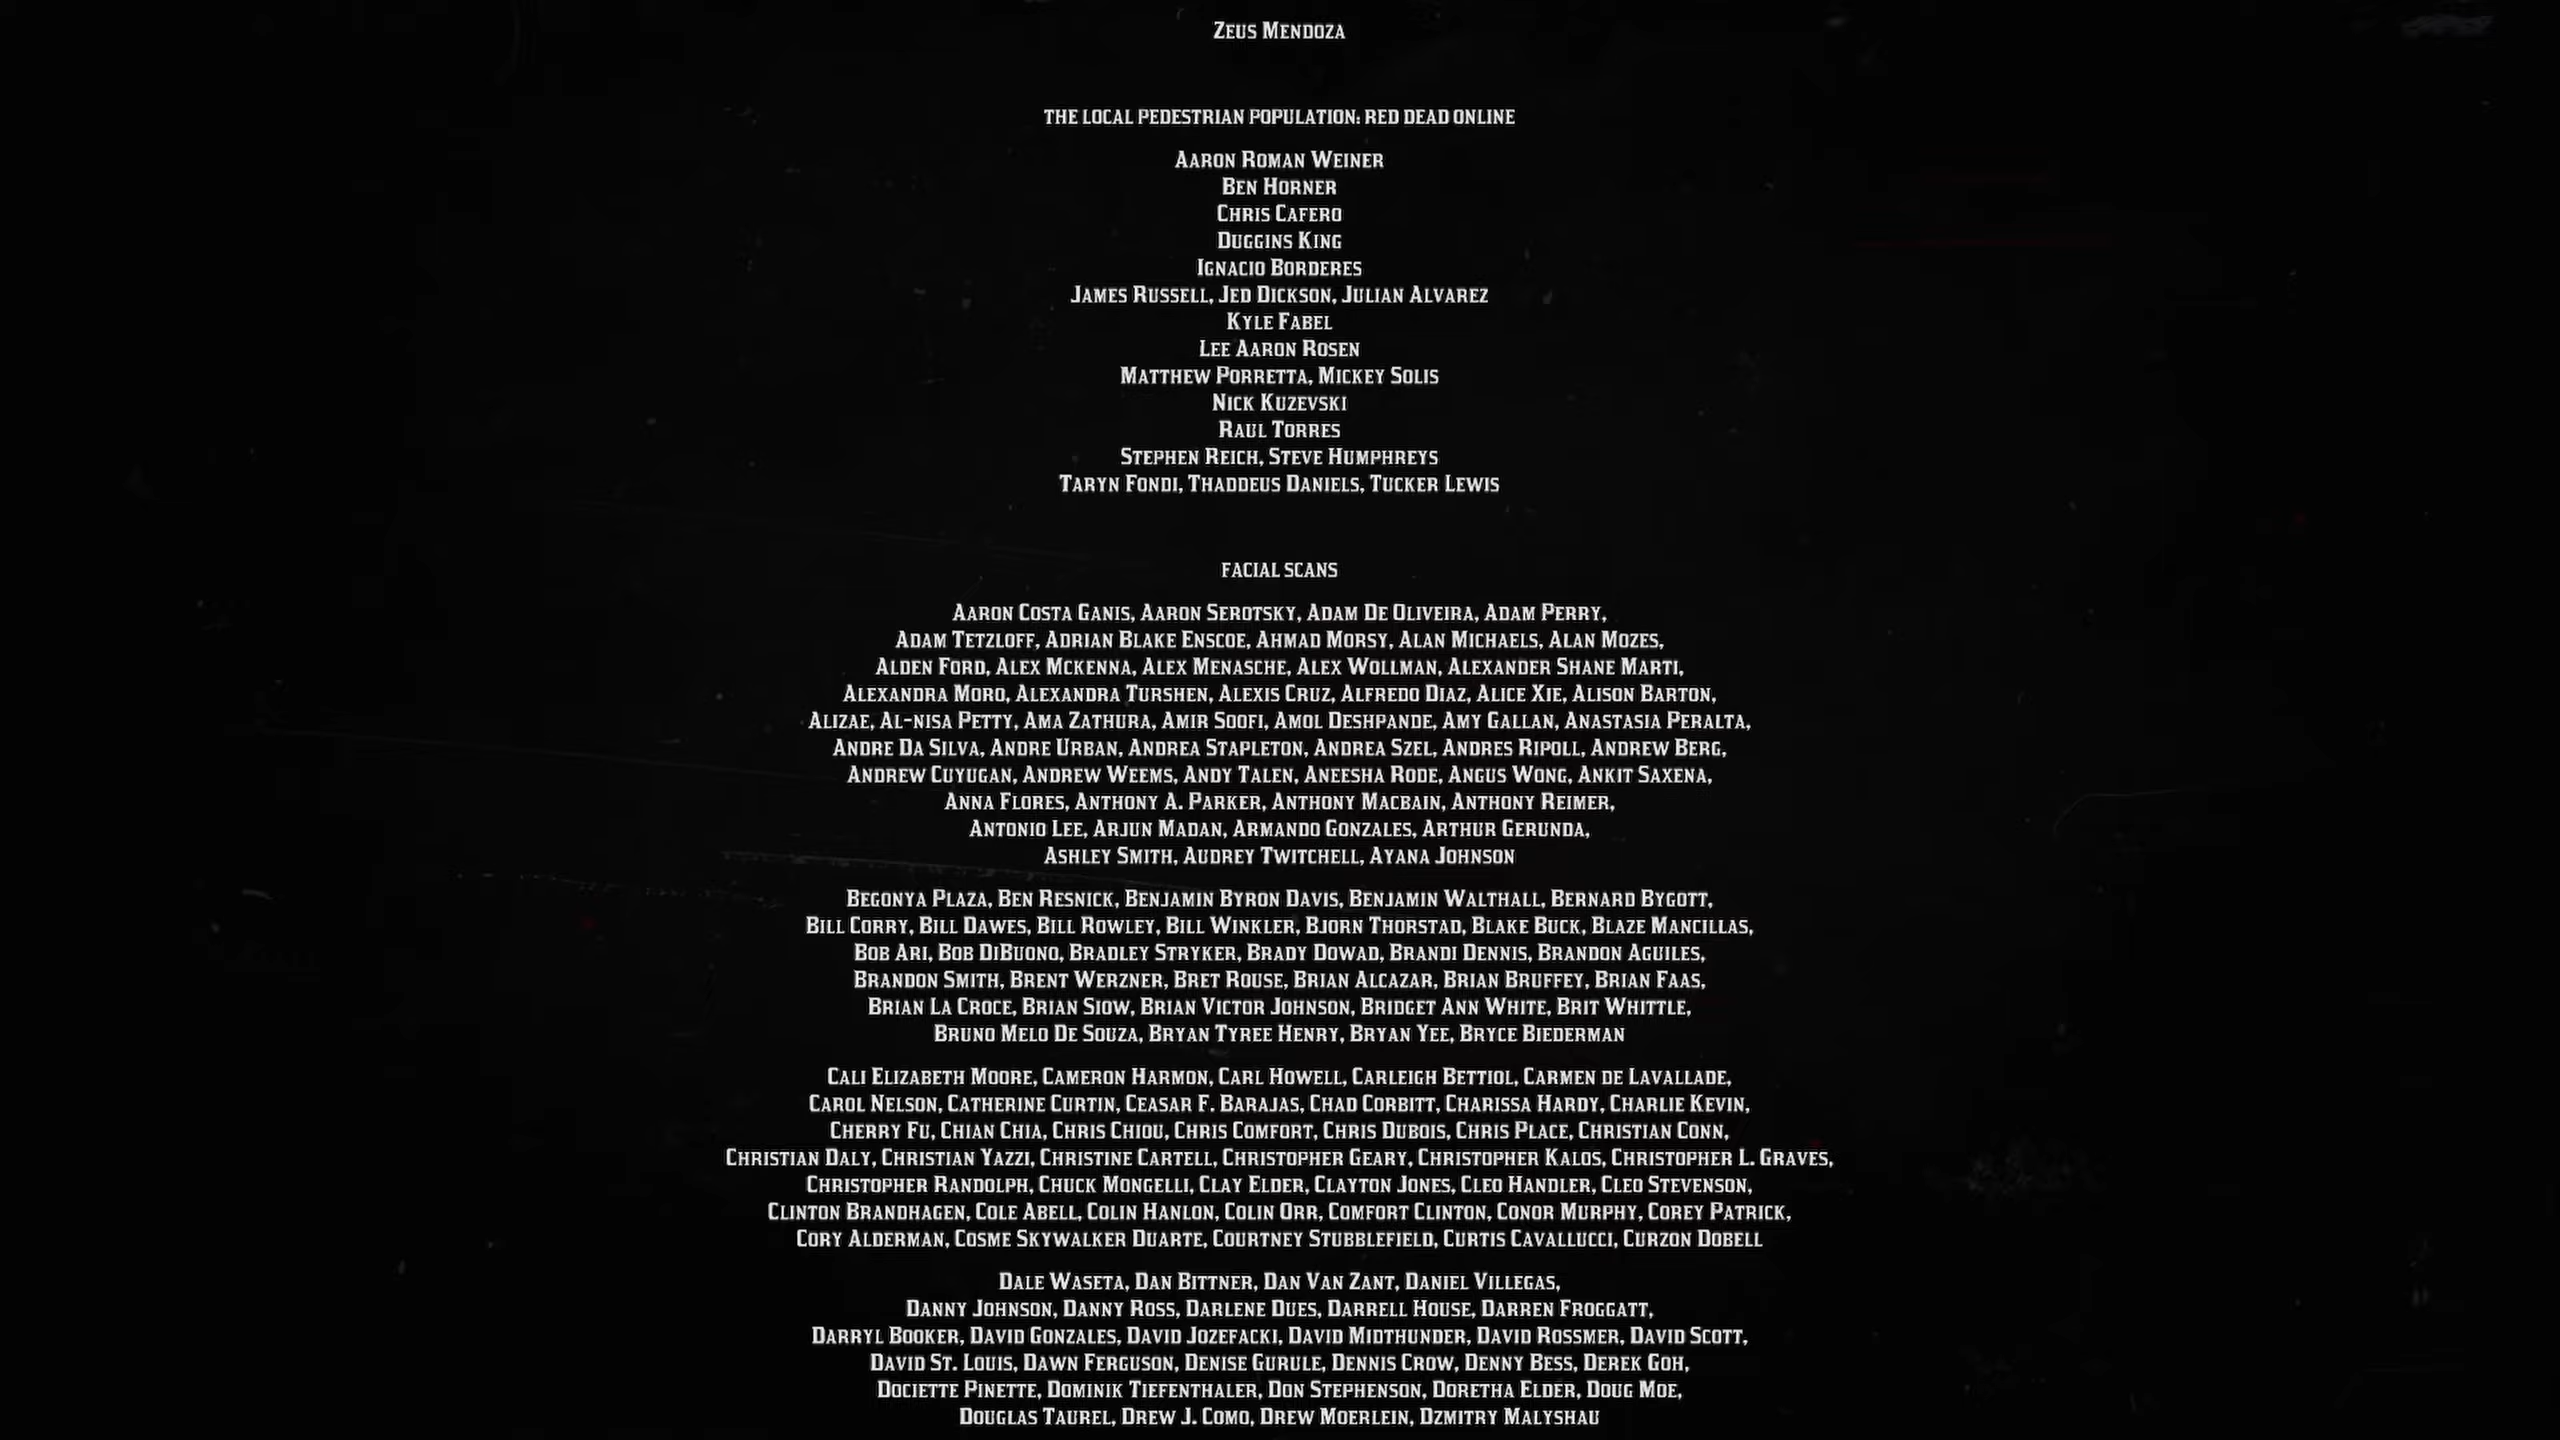 Zeus Mendoza
THE LOCAL PEDESTRIAN POPULATION: RED DEAD ONLINE
Aaron Roman Weiner
Ben Horner
Chris Cafero
Duggins King
Ignacio Borderes
James Russell, Jed Dickson, Julian Alvarez
Kyle Fabel
Lee Aaron Rosen
Matthew Porretta, Mickey Solis
Nick Kuzevski
Raul Torres
Stephen Reich, Steve Humphreys
Taryn Fondi, Thaddeus Daniels, Tucker Lewis
FACIAL SCANS
Aaron Costa Ganis, Aaron Serotsky, Adam De Oliveira, Adam Perry,
Adam Tetzloff, Adrian Blake Enscoe, Ahmad Morsy, Alan Michaels, Alan Mozes,
Alden Ford, Alex Mckenna, Alex Menasche, Alex Wollman, Alexander Shane Marti,
Alexandra Moro, Alexandra Turshen, Alexis Cruz, Alfredo Diaz, Alice Xie, Alison Barton,
Alizae, Al-nisa Petty, Ama Zathura, Amir Soofi, Amol Deshpande, Amy Gallan, Anastasia Peralta,
Andre Da Silva, Andre Urban, Andrea Stapleton, Andrea Szel, Andres Ripoll, Andrew Berg,
Andrew Cuyugan, Andrew Weems, Andy Talen, Aneesha Rode, Angus Wong, Ankit Saxena,
Anna Flores, Anthony A. Parker, Anthony Macbain, Anthony Reimer,
Antonio Lee, Arjun Madan, Armando Gonzales, Arthur Gerunda,
Ashley Smith, Audrey Twitchell, Ayana Johnson
Begonya Plaza, Ben Resnick, Benjamin Byron Davis, Benjamin Walthall, Bernard Bygott,
Bill Corry, Bill Dawes, Bill Rowley, Bill Winkler, Bjorn Thorstad, Blake Buck, Blaze Mancillas,
Bob Ari, Bob DiBuono, Bradley Stryker, Brady Dowad, Brandi Dennis, Brandon Aguiles,
Brandon Smith, Brent Werzner, Bret Rouse, Brian Alcazar, Brian Bruffey, Brian Faas,
Brian La Croce, Brian Siow, Brian Victor Johnson, Bridget Ann White, Brit Whittle,
Bruno Melo De Souza, Bryan Tyree Henry, Bryan Yee, Bryce Biederman
Cali Elizabeth Moore, Cameron Harmon, Carl Howell, Carleigh Bettiol, Carmen de Lavallade,
Carol Nelson, Catherine Curtin, Ceasar F. Barajas, Chad Corbitt, Charissa Hardy, Charlie Kevin,
Cherry Fu, Chian Chia, Chris Chiou, Chris Comfort, Chris Dubois, Chris Place, Christian Conn,
Christian Daly, Christian Yazzi, Christine Cartell, Christopher Geary, Christopher Kalos, Christopher L. Graves,
Christopher Randolph, Chuck Mongelli, Clay Elder, Clayton Jones, Cleo Handler, Cleo Stevenson,
Clinton Brandhagen, Cole Abell, Colin Hanlon, Colin Orr, Comfort Clinton, Conor Murphy, Corey Patrick,
Cory Alderman, Cosme Skywalker Duarte, Courtney Stubblefield, Curtis Cavallucci, Curzon Dobell
Dale Waseta, Dan Bittner, Dan Van Zant, Daniel Villegas,
Danny Johnson, Danny Ross, Darlene Dues, Darrell House, Darren Froggatt,
Darryl Booker, David Gonzales, David Jozefacki, David Midthunder, David Rossmer, David Scott,
David St. Louis, Dawn Ferguson, Denise Gurule, Dennis Crow, Denny Bess, Derek Goh,
Dociette Pinette, Dominik Tiefenthaler, Don Stephenson, Doretha Elder, Doug Moe,
Douglas Taurel, Drew J. Como, Drew Moerlein, Dzmitry Malyshau